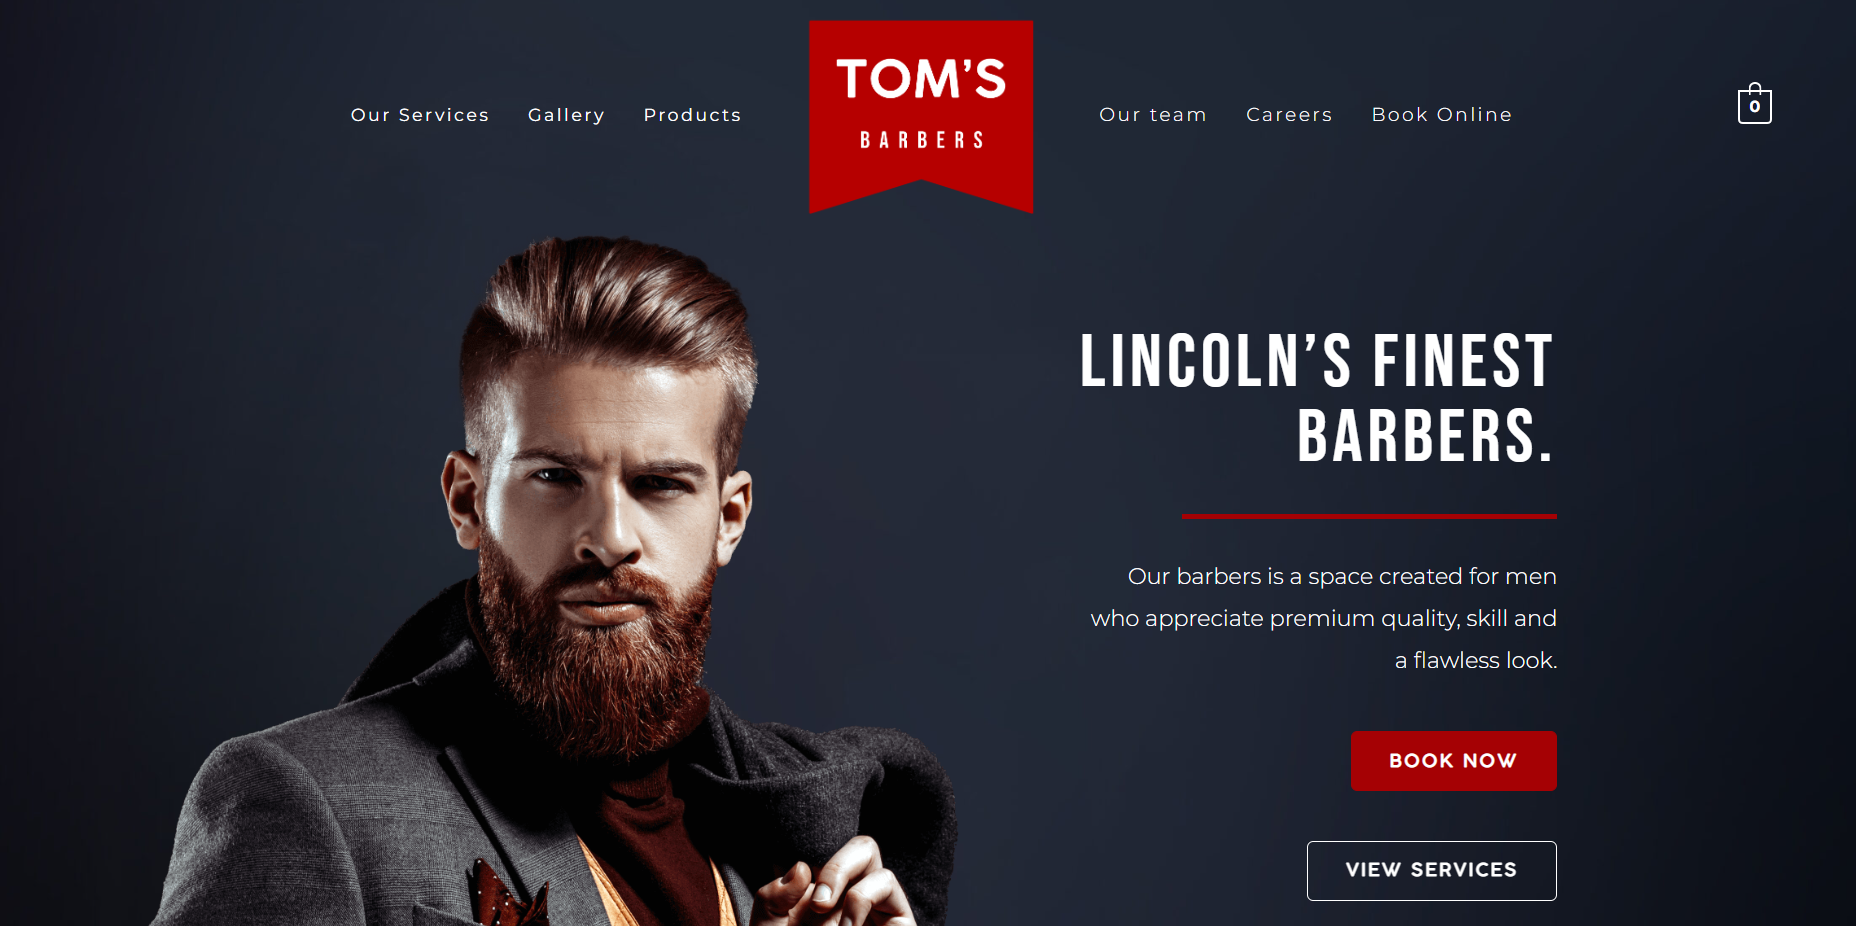 Our Services
Gallery
Products
TOM'S
BARBERS
Our team
Careers
Book Online
0
LINCOLN'S FINEST
BARBERS.
Our barbers is a space created for men
who appreciate premium quality, skill and
a flawless look.
BOOK NOW
VIEW SERVICES